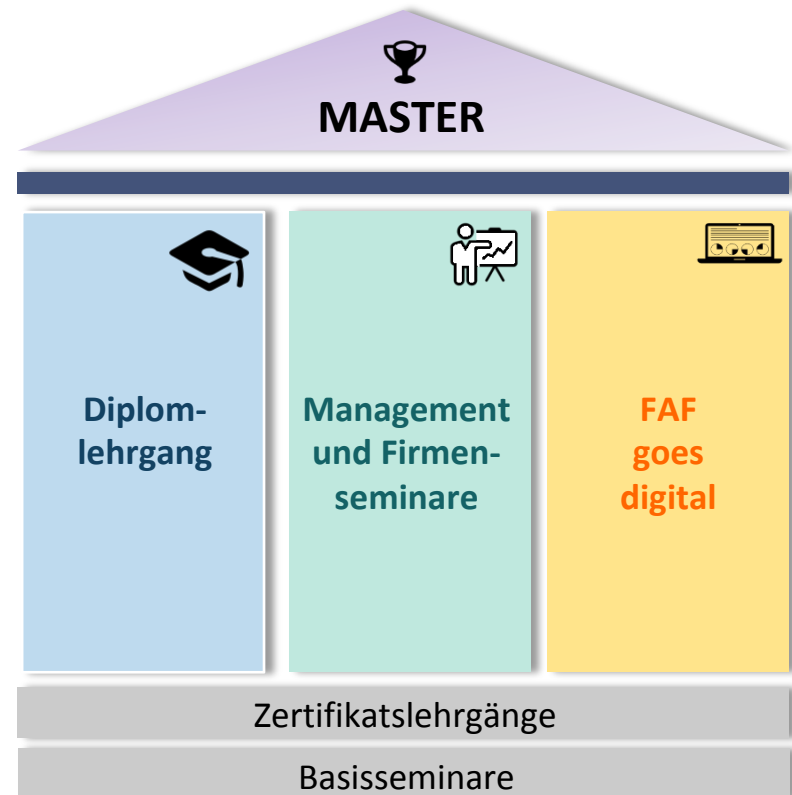 MASTER
Diplom-
lehrgang
Management
und Firmen-
seminare
FAF
goes
digital
Zertifikatslehrgänge
Basisseminare